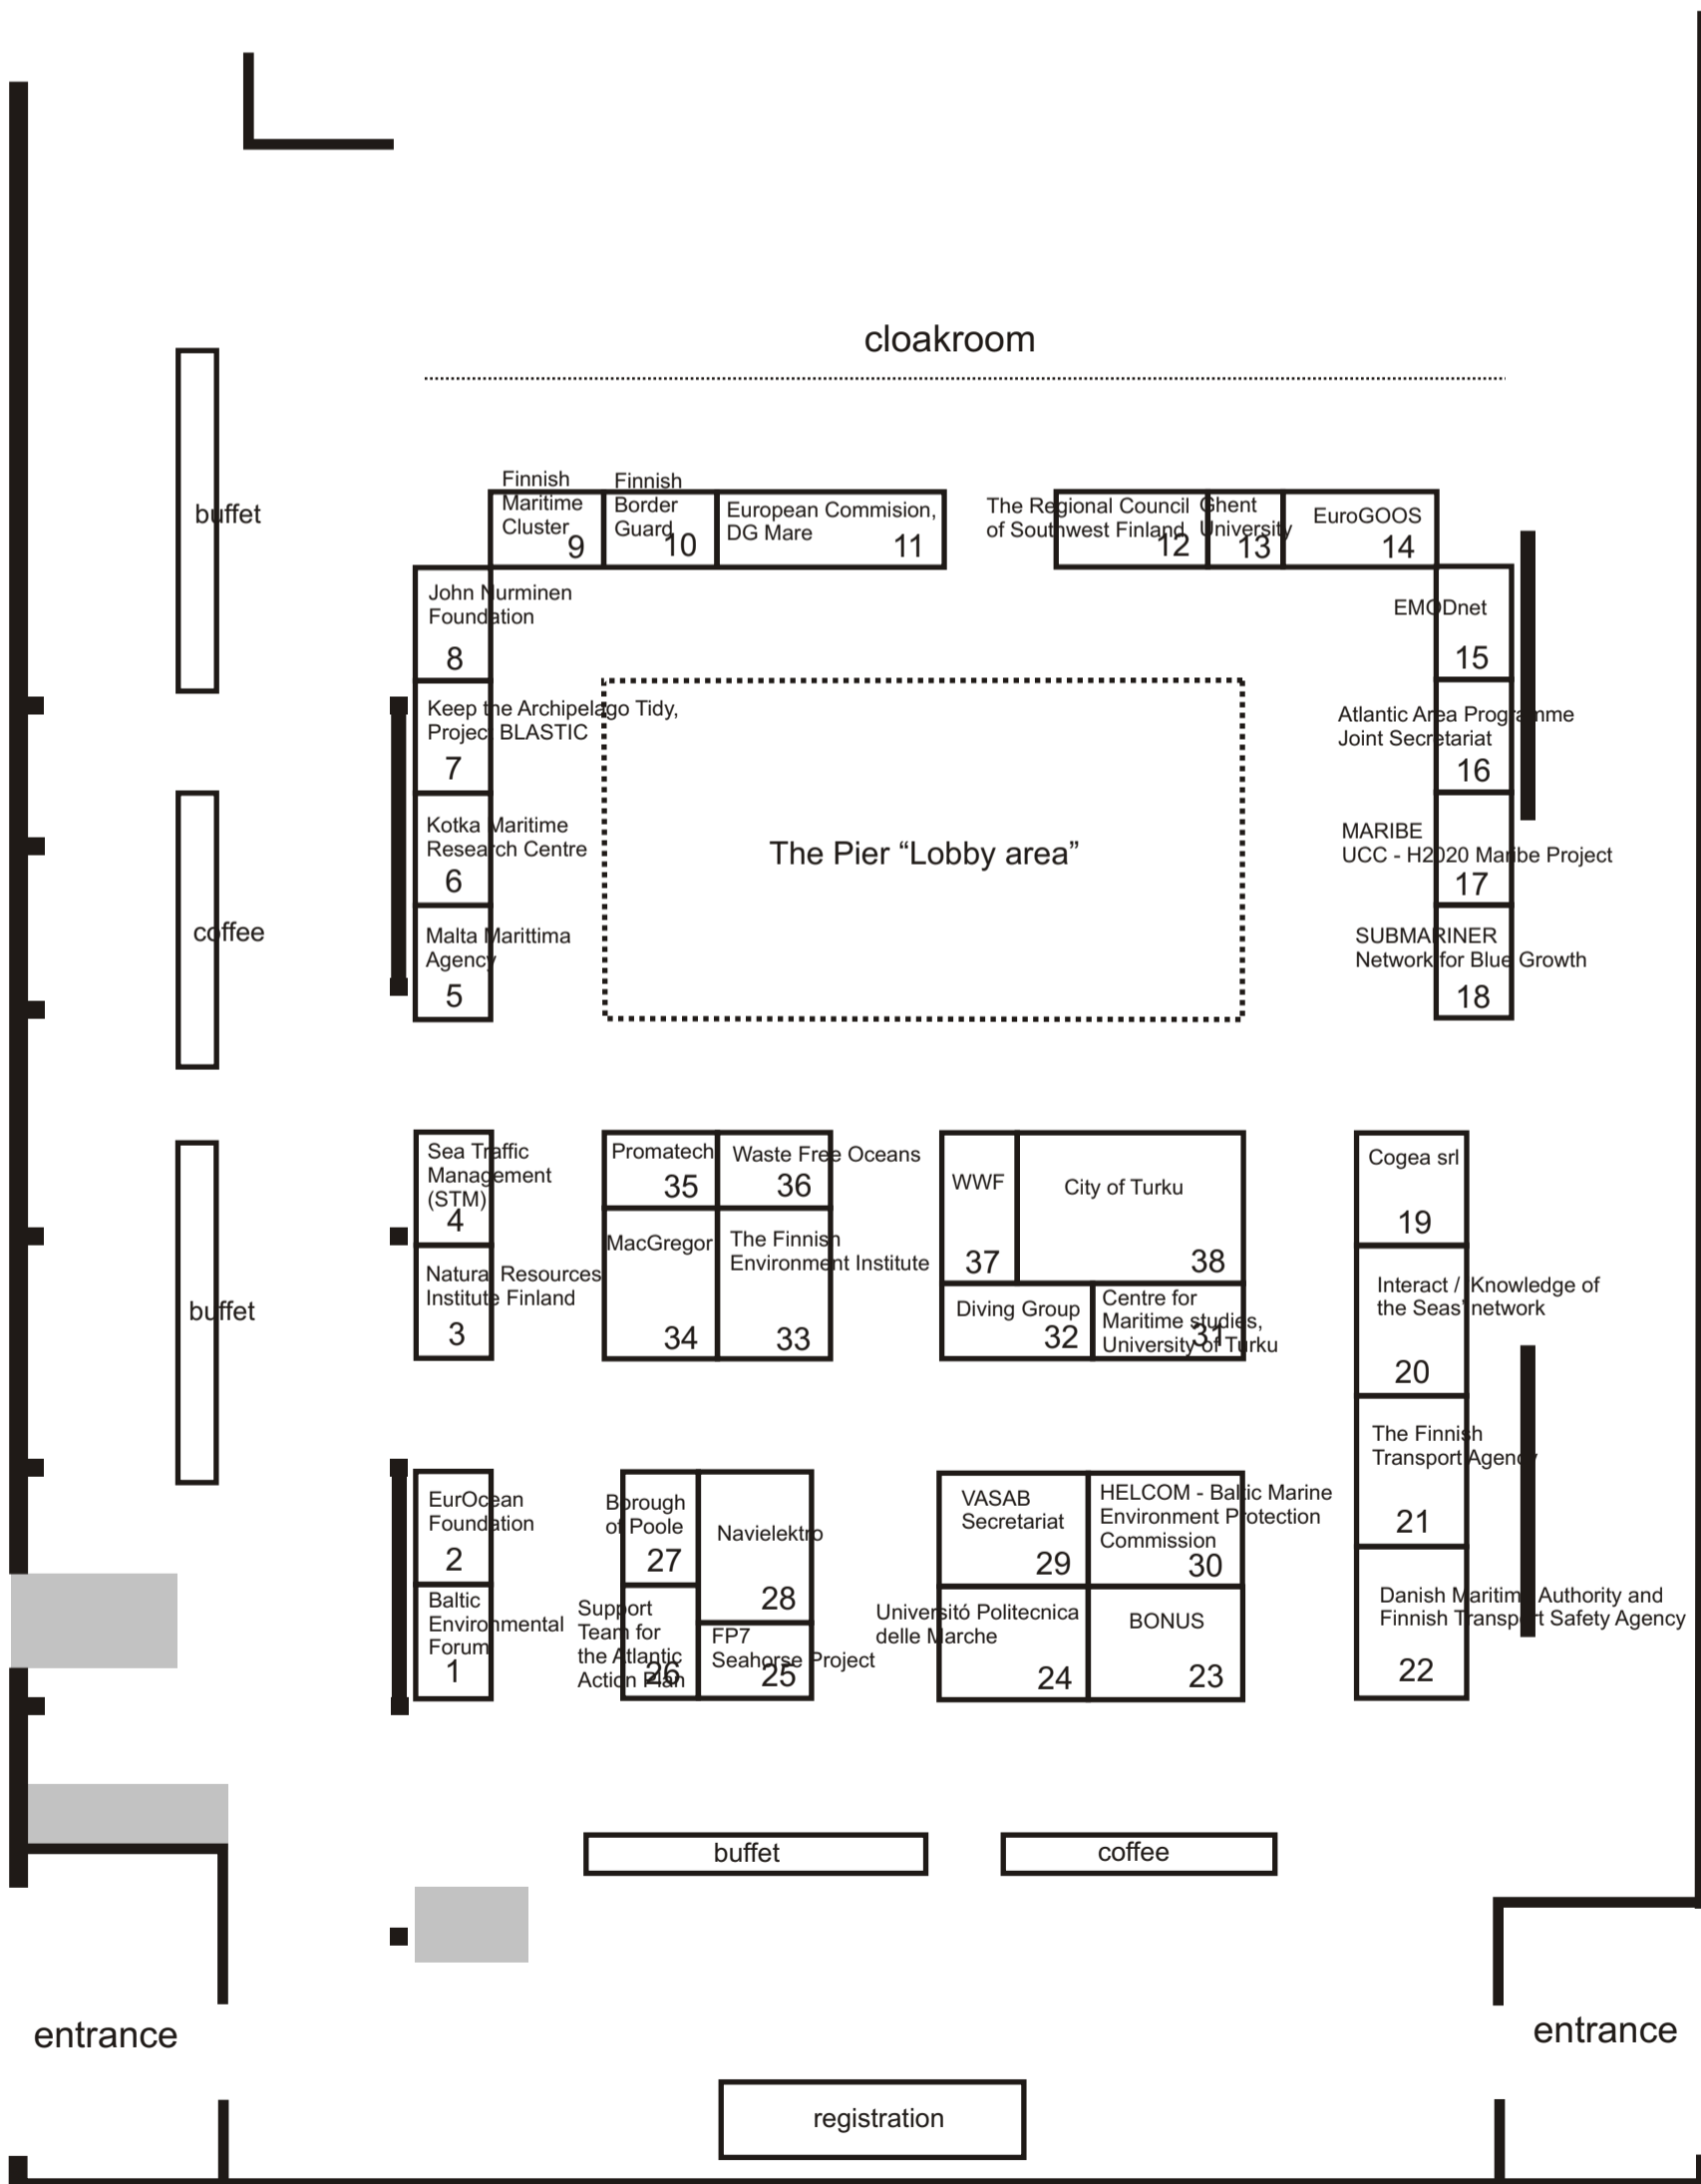 cloakroom
buffet
Finnish
Maritime
Cluster
9
Finnish
Border
Guard
10
European Commision,
DG Mare
11
The Regional Council
of Southwest Finland
12
Ghent
University
13
EuroGOOS
14
John Nurminen
Foundation
8
EMODnet
15
Keep the Archipelago Tidy,
Project BLASTIC
7
Atlantic Area Programme
Joint Secretariat
16
Kotka Maritime
Research Centre
6
The Pier “Lobby area”
MARIBE
UCC - H2020 Maribe Project
17
coffee
Malta Marittima
Agency
5
SUBMARINER
Network for Blue Growth
18
Sea Traffic
Management
(STM)
4
Promatech
35
Waste Free Oceans
36
WWF
37
City of Turku
38
Cogea srl
19
buffet
Natural Resources
Institute Finland
3
MacGregor
34
The Finnish
Environment Institute
33
Diving Group
32
Centre for
Maritime studies,
University of Turku
31
Interact / Knowledge of
the Seas' network
20
The Finnish
Transport Agency
21
EurOcean
Foundation
2
Borough
of Poole
27
Navielektro
28
VASAB
Secretariat
29
HELCOM - Baltic Marine
Environment Protection
Commission
30
Baltic
Environmental
Forum
1
Support
Team for
the Atlantic
Action Plan
26
FP7
Seahorse Project
25
Universitó Politecnica
delle Marche
24
BONUS
23
Danish Maritime Authority and
Finnish Transport Safety Agency
22
buffet
coffee
entrance
entrance
registration